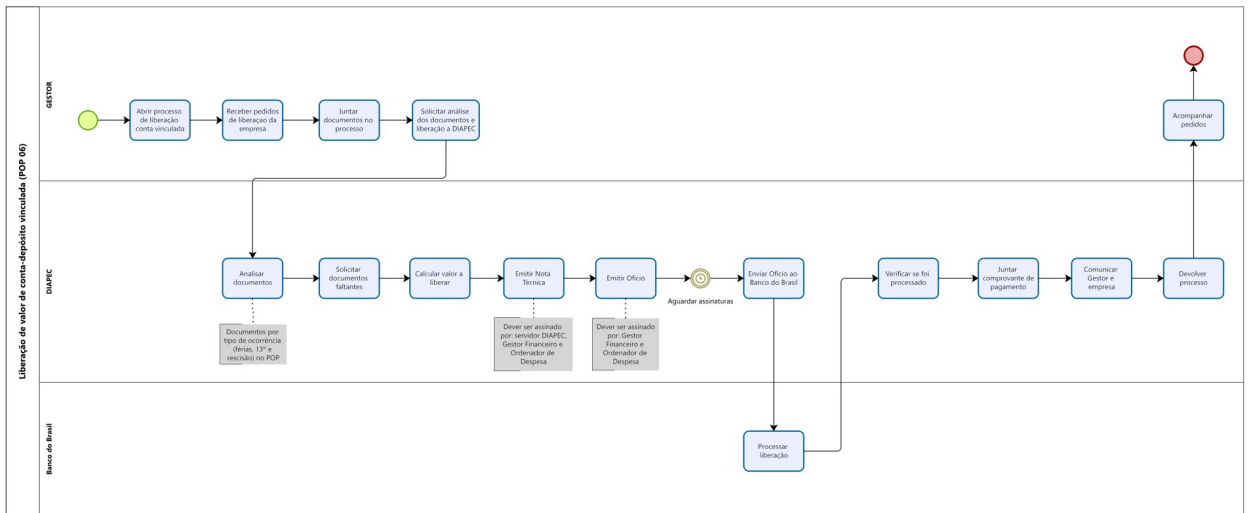 Liberação de valor de conta-depósito vinculada (POP 06)
GESTOR
Abrir processo
de liberação
conta vinculada
Receber pedidos
de liberaçao da
empresa
Juntar
documentos no
processo
Solicitar análise
dos documentos e
liberação a DIAPEC
Acompanhar
pedidos
DIAPEC
Analisar
documentos
Solicitar
documentos
faltantes
Calcular valor a
liberar
Emitir Nota
Técnica
Emitir Ofício
Aguardar assinaturas
Enviar Ofício ao
Banco do Brasil
Verificar se foi
processado
Juntar
comprovante de
pagamento
Comunicar
Gestor e
empresa
Devolver
processo
Documentos por
tipo de ocorrência
(férias, 13º e
rescisão) no POP
Dever ser assinado
por: servidor DIAPEC,
Gestor Financeiro e
Ordenador de
Despesa
Dever ser assinado
por: Gestor
Financeiro e
Ordenador de
Despesa
Banco do Brasil
Processar
liberação